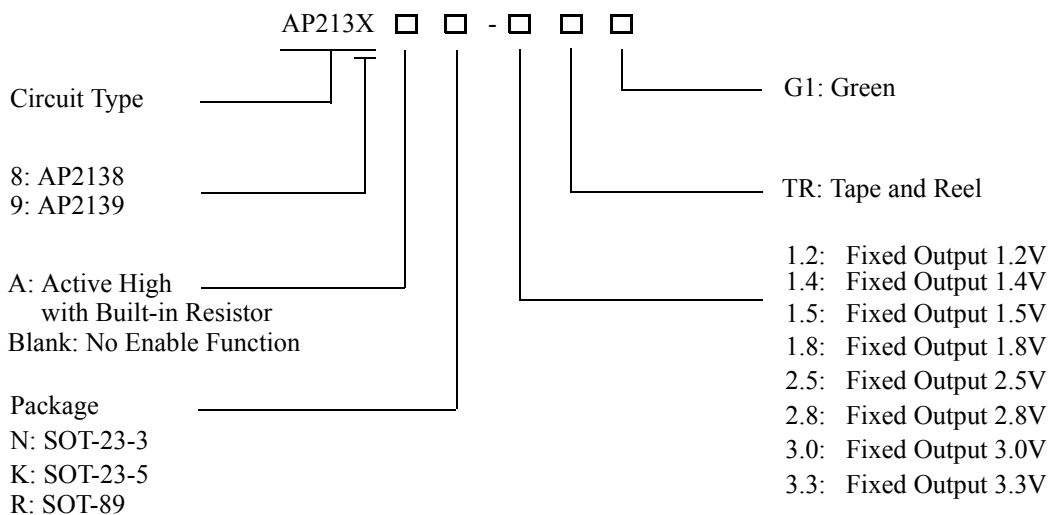 AP213X -
Circuit Type
8: AP2138
9: AP2139
A: Active High
with Built-in Resistor
Blank: No Enable Function
Package
N: SOT-23-3
K: SOT-23-5
R: SOT-89
G1: Green
TR: Tape and Reel
1.2: Fixed Output 1.2V
1.4: Fixed Output 1.4V
1.5: Fixed Output 1.5V
1.8: Fixed Output 1.8V
2.5: Fixed Output 2.5V
2.8: Fixed Output 2.8V
3.0: Fixed Output 3.0V
3.3: Fixed Output 3.3V